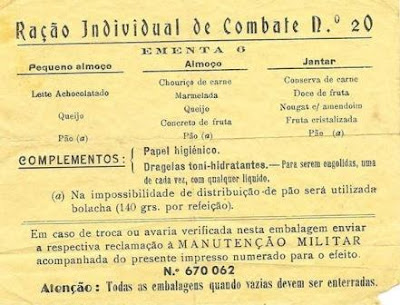 Ração Individual de Combate N.º 20
EMENTA 6
Pequeno almoço
Leite Achocolatado
Queijo
Pão (a)
Almoço
Chouriço de carne
Marmelada
Queijo
Concreto de fruta
Pão (a)
Jantar
Conserva de carne
Doce de fruta
Nougat c/ amendoim
Fruta cristalizada
Pão (a)
COMPLEMENTOS:
Papel higiénico.
Drageias toni-hidratantes.—Para serem engolidas, uma
de cada vez, com qualquer líquido.
(a) Na impossibilidade de distribuição de pão será utilizada
bolacha (140 grs. por refeição).
Em caso de troca ou avaria verificada nesta embalagem enviar
a respectiva reclamação à MANUTENÇÃO MILITAR
acompanhada do presente impresso numerado para o efeito.
N.º 670 062
Atenção: Todas as embalagens quando vazias devem ser enterradas.